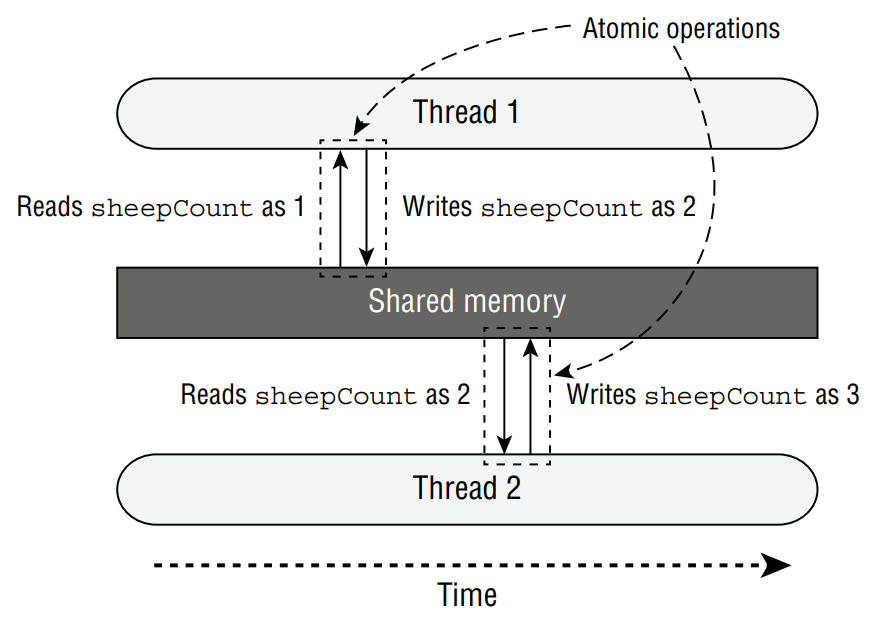 Atomic operations
Thread 1
Reads sheepCount as 1
Writes sheepCount as 2
Shared memory
Reads sheepCount as 2
Writes sheepCount as 3
Thread 2
Time